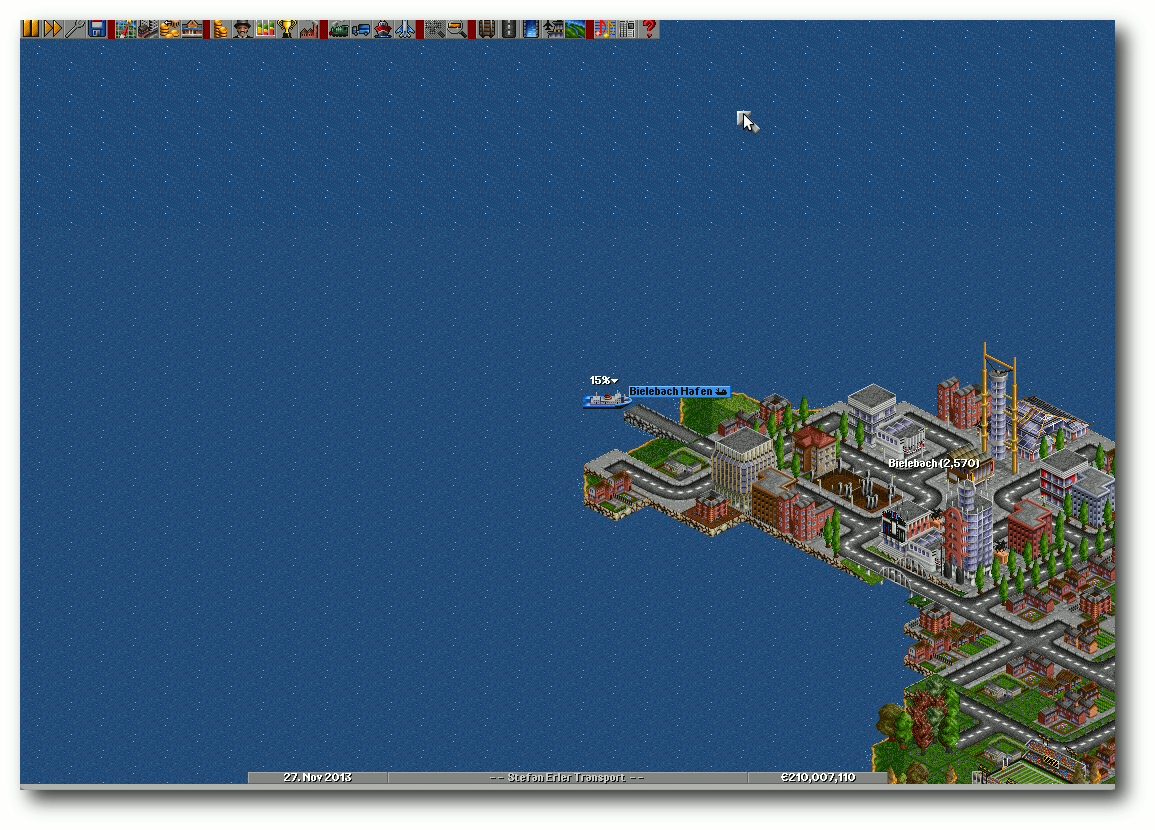 15%▾
Bielebach Hafen
Bielebach (2,570)
27. Nov 2013
-- Stefan Erler Transport --
€210,007,110